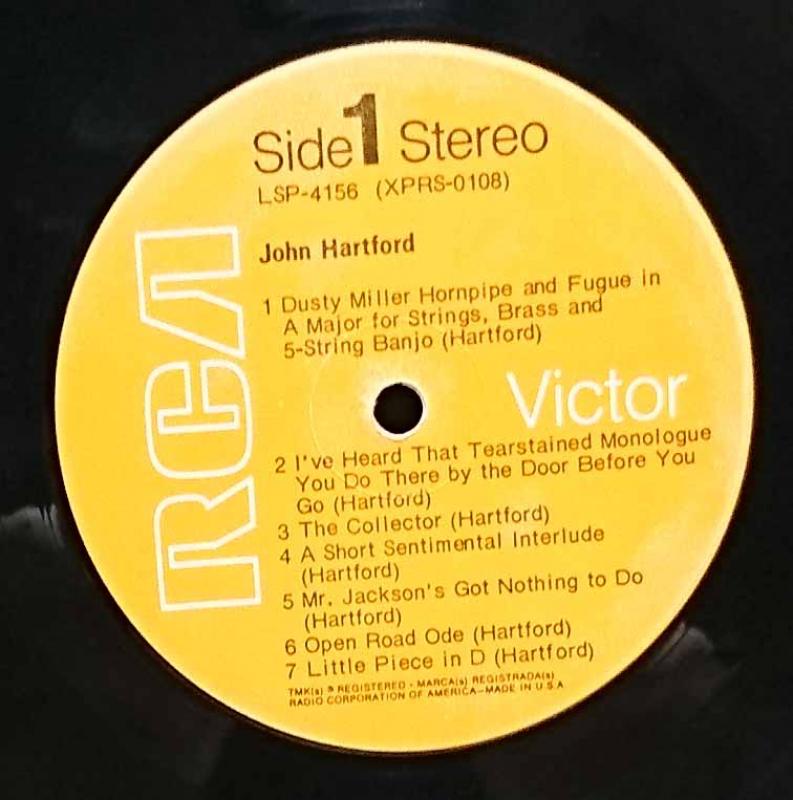 Side 1 Stereo
LSP-4156 (XPRS-0108)
John Hartford
1 Dusty Miller Hornpipe and Fugue in
A Major for Strings, Brass and
5-String Banjo (Hartford)
RCA
Victor
2 I've Heard That Tearstained Monologue
You Do There by the Door Before You
Go (Hartford)
3 The Collector (Hartford)
4 A Short Sentimental Interlude
(Hartford)
5 Mr. Jackson's Got Nothing to Do
(Hartford)
6 Open Road Ode (Hartford)
7 Little Piece in D (Hartford)
TMK(s) ® REGISTERED • MARCA(s) REGISTRADA(s)
RADIO CORPORATION OF AMERICA—MADE IN U.S.A.